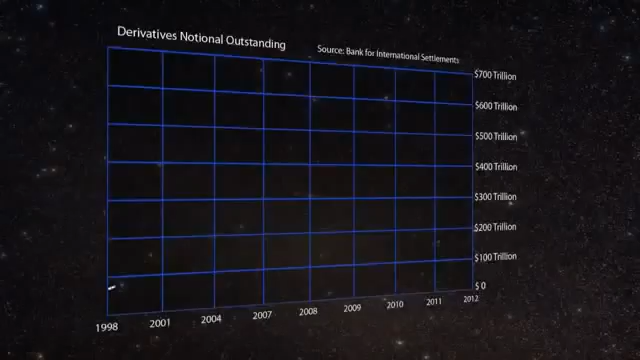 Derivatives Notional Outstanding
Source: Bank for International Settlements
$700 Trillion
$600 Trillion
$500 Trillion
$400 Trillion
$300 Trillion
$200 Trillion
$100 Trillion
$ 0
1998 2001 2004 2007 2008 2009 2010 2011 2012